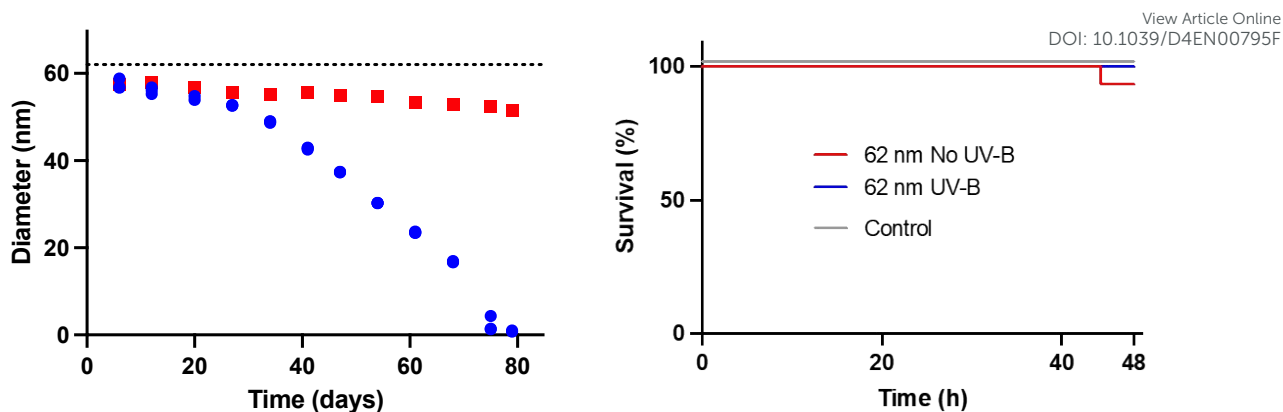 View Article Online
DOI: 10.1039/D4EN00795F
Diameter (nm)
60
40
20
0
0 20 40 60 80
Time (days)
Survival (%)
100
50
0
62 nm No UV-B
62 nm UV-B
Control
0 20 40 48
Time (h)